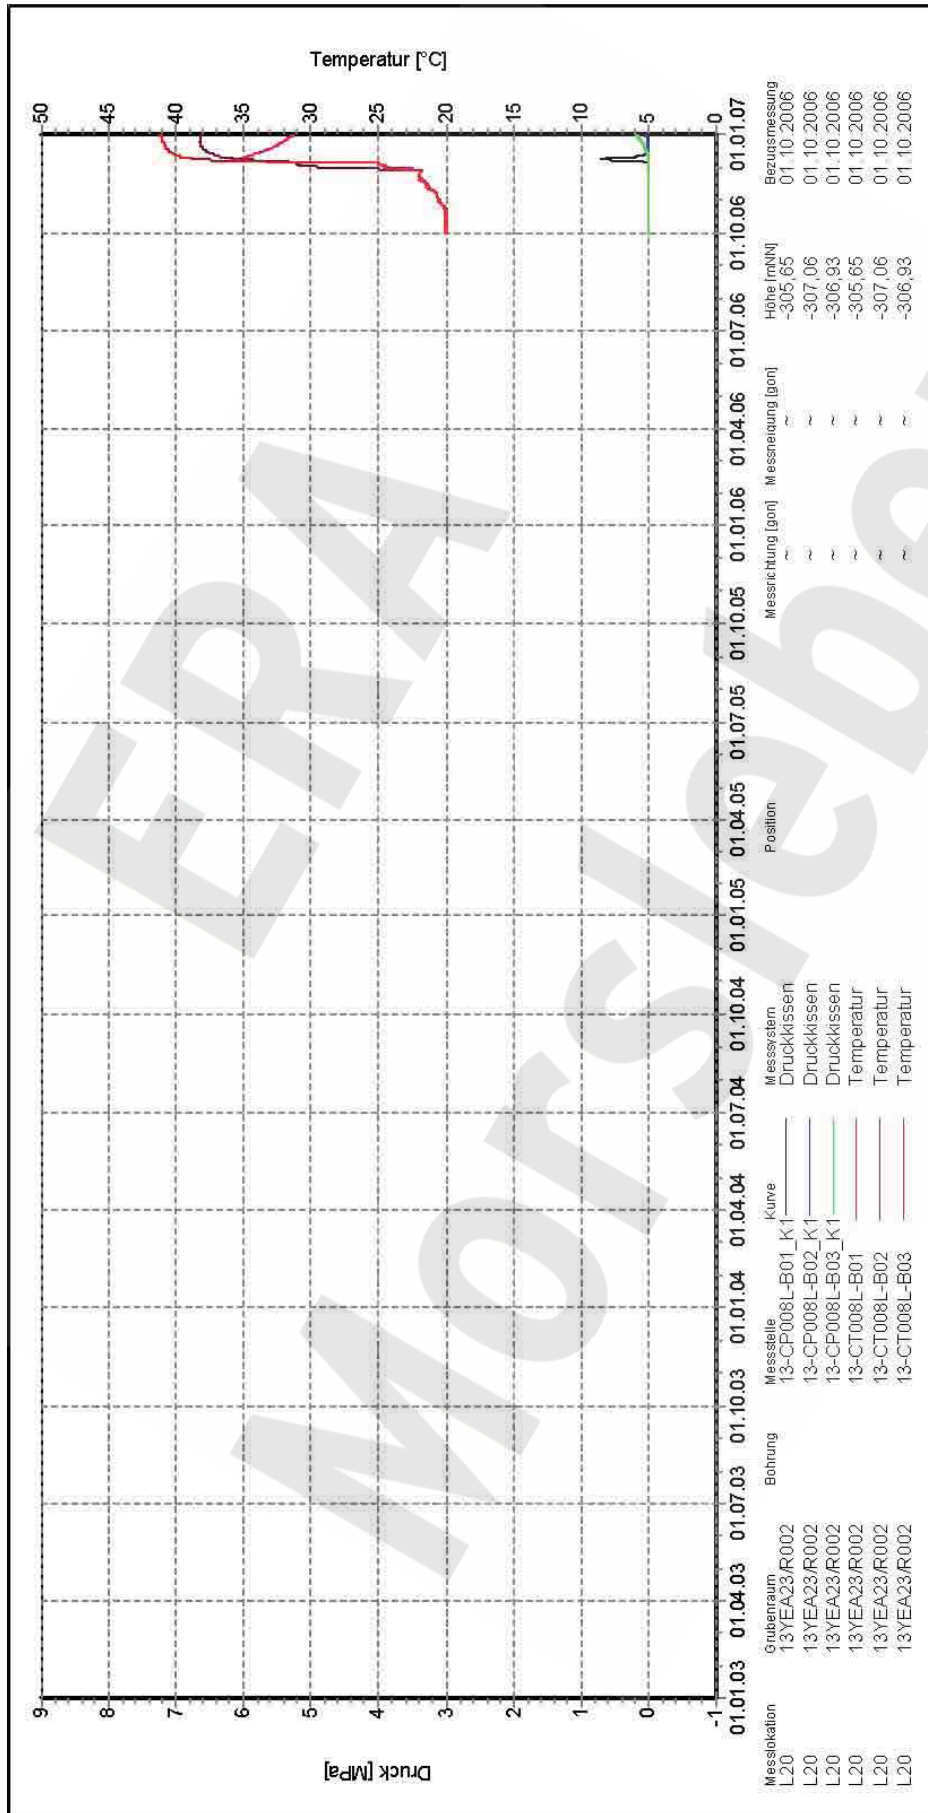 Temperatur [°C]
50 45 40 35 30 25 20 15 10 5 0
Druck [MPa]
9 8 7 6 5 4 3 2 1 0 -1
01.01.03 01.04.03 01.07.03 01.10.03 01.01.04 01.04.04 01.07.04 01.10.04 01.01.05 01.04.05 01.07.05 01.10.05 01.01.06 01.04.06 01.07.06 01.10.06 01.01.07
ERA
Morslebe
Messlokation Grubenraum Bohrung Messstelle Kurve Messsystem Position Messrichtung [gon] Messneigung [gon] Höhe [mNN] Bezugsmessung
L20 13YEA23/R002 13-CP008L-B01_K1 Druckkissen ~ ~ -305,65 01.10.2006
L20 13YEA23/R002 13-CP008L-B02_K1 Druckkissen ~ ~ -307,06 01.10.2006
L20 13YEA23/R002 13-CP008L-B03_K1 Druckkissen ~ ~ -306,93 01.10.2006
L20 13YEA23/R002 13-CT008L-B01 Temperatur ~ ~ -305,65 01.10.2006
L20 13YEA23/R002 13-CT008L-B02 Temperatur ~ ~ -307,06 01.10.2006
L20 13YEA23/R002 13-CT008L-B03 Temperatur ~ ~ -306,93 01.10.2006